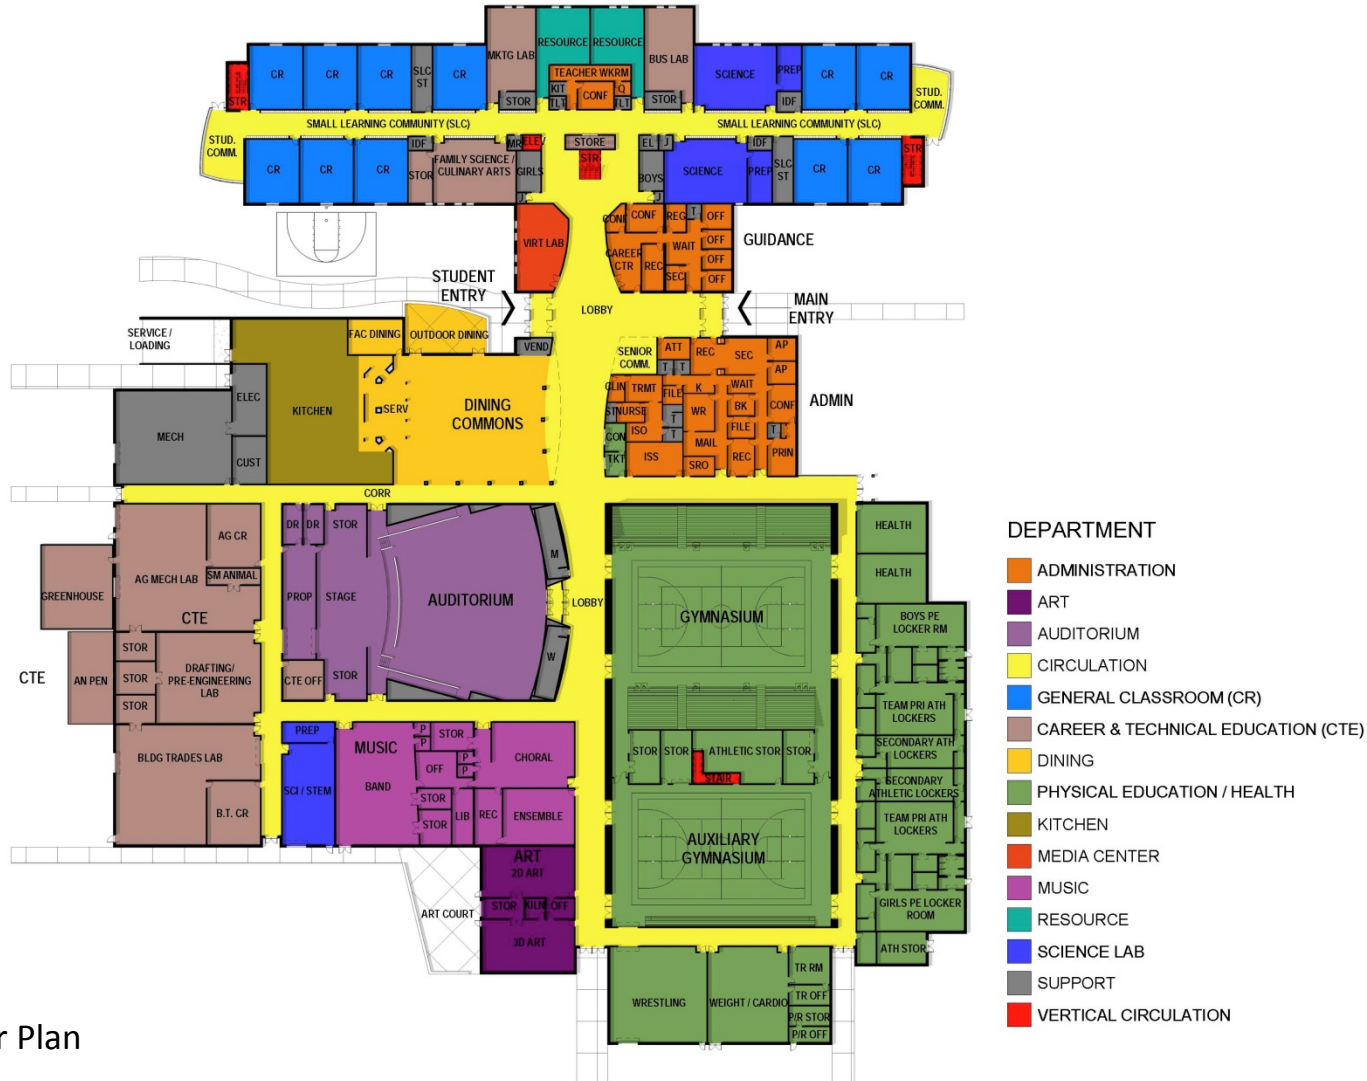 MKTG LAB
RESOURCE
RESOURCE
BUS LAB
CR
CR
CR
SLC
ST
CR
TEACHER WKRM
KIT
CONF
Q
TLT
TLT
STOR
STOR
SCIENCE
PREP
IDF
CR
CR
STUD.
COMM.
STR
SMALL LEARNING COMMUNITY (SLC)
SMALL LEARNING COMMUNITY (SLC)
STUD.
COMM.
CR
CR
CR
IDF
STOR
FAMILY SCIENCE /
CULINARY ARTS
MR
ELEV
GIRLS
J
STORE
STR
EL
J
BOYS
J
SCIENCE
IDF
PREP
SLC
ST
CR
CR
STR
VIRT LAB
CONF
CONF
REG
T
OFF
OFF
OFF
OFF
CAREER
CTR
REC
WAIT
SEC
GUIDANCE
STUDENT
ENTRY
LOBBY
MAIN
ENTRY
SERVICE /
LOADING
FAC DINING
OUTDOOR DINING
VEND
SENIOR
COMM.
ATT
T
T
REC
SEC
AP
AP
ADMIN
CLIN
TRMT
FILE
K
WAIT
ST
NURSE
T
T
WR
BK
CONF
ISO
FILE
T
CON
TKT
ISS
MAIL
SRO
REC
PRIN
ELEC
KITCHEN
SERV
DINING
COMMONS
MECH
CUST
CORR
AG CR
AG MECH LAB
SM ANIMAL
GREENHOUSE
CTE
DR
DR
STOR
PROP
STAGE
AUDITORIUM
M
LOBBY
W
GYMNASIUM
HEALTH
HEALTH
BOYS PE
LOCKER RM
CTE
AN PEN
STOR
STOR
STOR
DRAFTING/
PRE-ENGINEERING
LAB
CTE OFF
STOR
TEAM PRI ATH
LOCKERS
SECONDARY ATH
LOCKERS
SECONDARY
ATHLETIC LOCKERS
TEAM PRI ATH
LOCKERS
GIRLS PE LOCKER
ROOM
ATH STOR
BLDG TRADES LAB
B.T. CR
PREP
SCI / STEM
MUSIC
BAND
P
P
STOR
P
P
OFF
CHORAL
STOR
STOR
LIB
REC
ENSEMBLE
STOR
STOR
ATHLETIC STOR
STOR
STAIR
AUXILIARY
GYMNASIUM
ART
2D ART
STOR
KILN
OFF
3D ART
ART COURT
WRESTLING
WEIGHT / CARDIO
TR RM
TR OFF
P/R STOR
P/R OFF
DEPARTMENT
ADMINISTRATION
ART
AUDITORIUM
CIRCULATION
GENERAL CLASSROOM (CR)
CAREER & TECHNICAL EDUCATION (CTE)
DINING
PHYSICAL EDUCATION / HEALTH
KITCHEN
MEDIA CENTER
MUSIC
RESOURCE
SCIENCE LAB
SUPPORT
VERTICAL CIRCULATION
r Plan